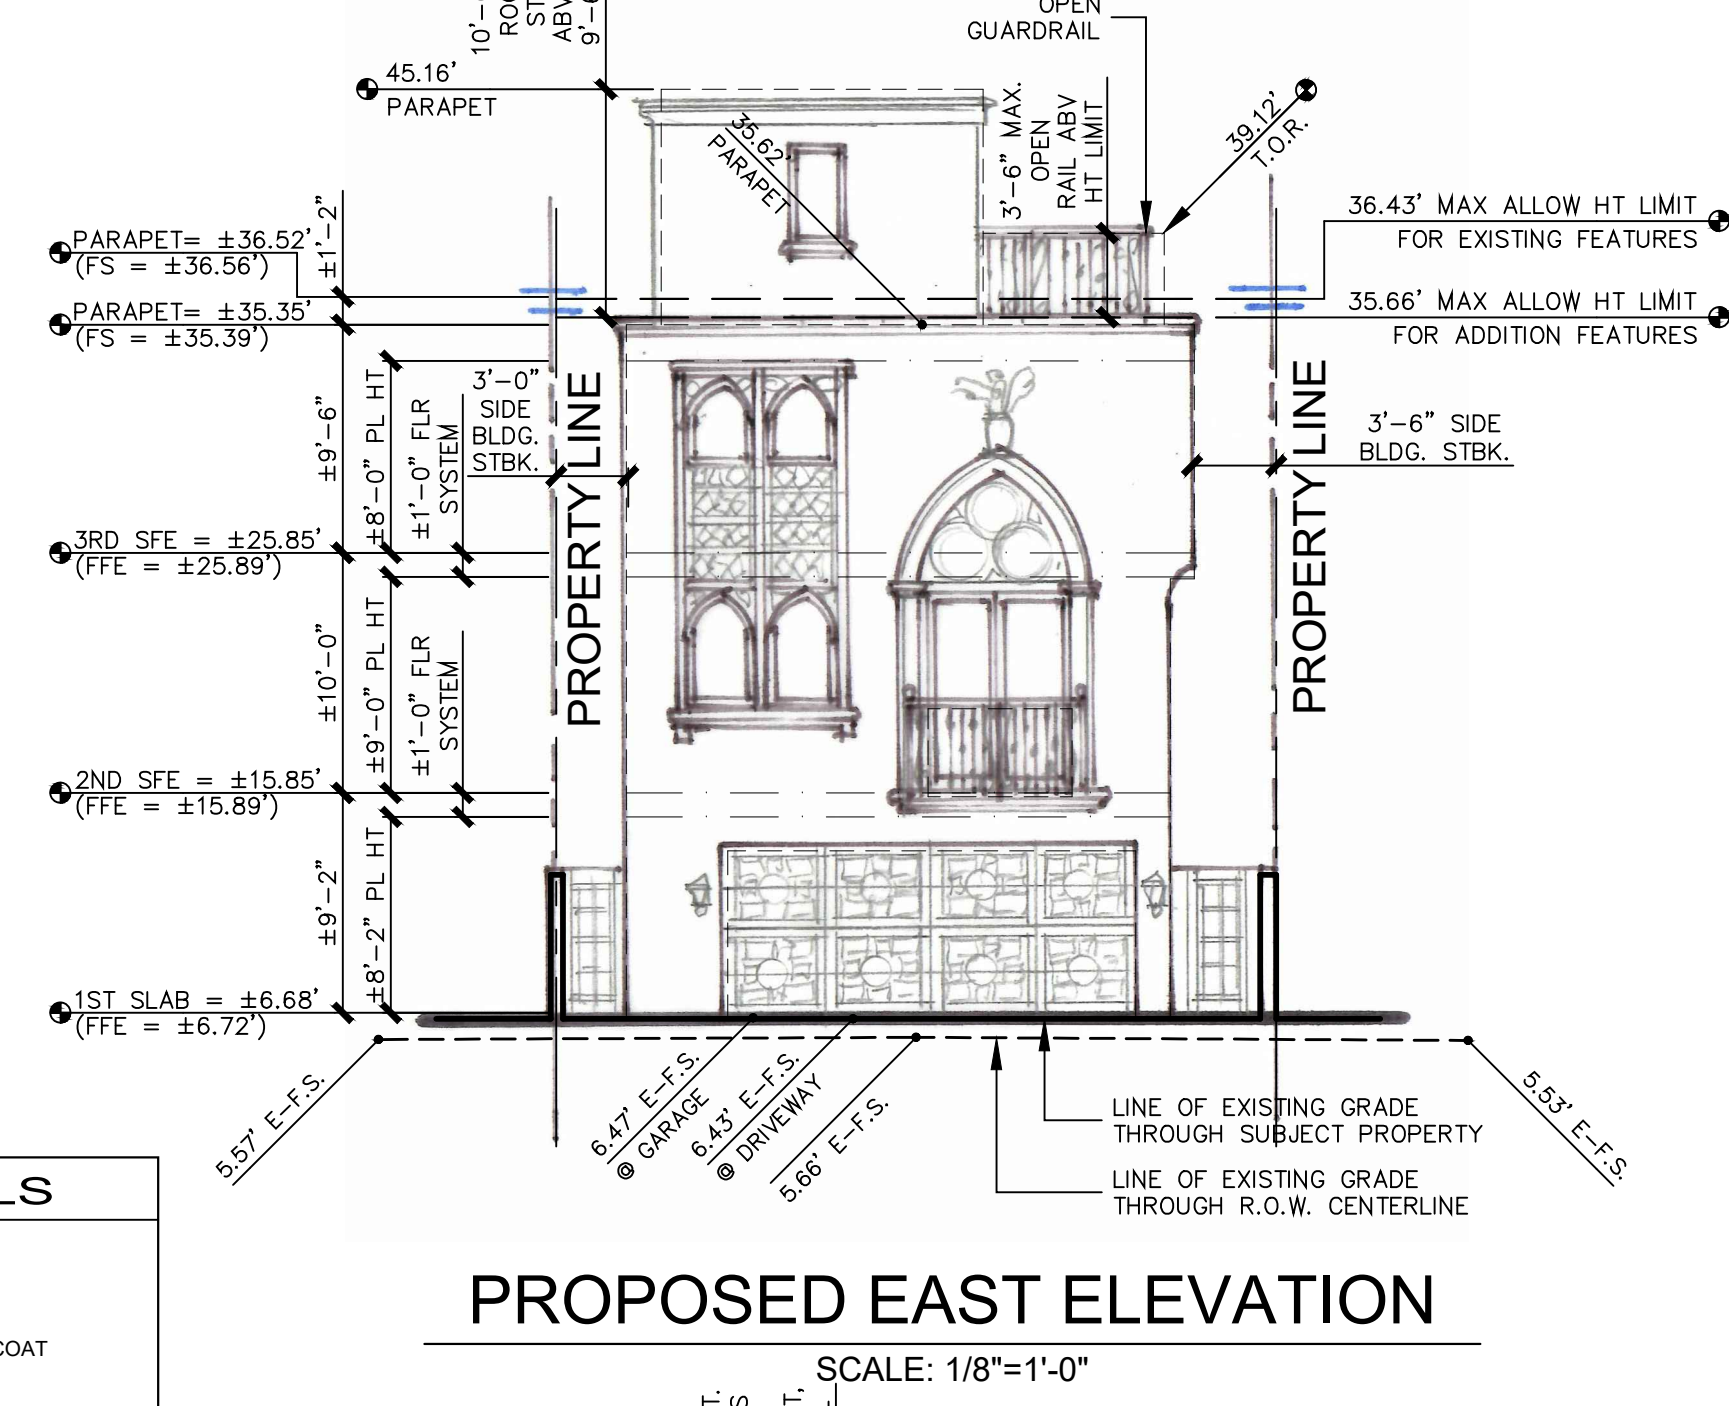 OPEN
GUARDRAIL
45.16'
PARAPET
35.62'
PARAPET
3'-6" MAX.
OPEN
RAIL ABV
HT LIMIT
39.12'
T.O.R.
36.43' MAX ALLOW HT LIMIT
FOR EXISTING FEATURES
35.66' MAX ALLOW HT LIMIT
FOR ADDITION FEATURES
PARAPET= ±36.52'
(FS = ±36.56')
±1'-2"
PARAPET= ±35.35'
(FS = ±35.39')
±9'-6"
±8'-0" PL HT
±1'-0" FLR
SYSTEM
3'-0"
SIDE
BLDG.
STBK.
PROPERTY LINE
PROPERTY LINE
3'-6" SIDE
BLDG. STBK.
3RD SFE = ±25.85'
(FFE = ±25.89')
±10'-0"
±9'-0" PL HT
±1'-0" FLR
SYSTEM
2ND SFE = ±15.85'
(FFE = ±15.89')
±9'-2"
±8'-2" PL HT
1ST SLAB = ±6.68'
(FFE = ±6.72')
5.57' E-F.S.
6.47' E-F.S.
@ GARAGE
6.43' E-F.S.
@ DRIVEWAY
5.66' E-F.S.
LINE OF EXISTING GRADE
THROUGH SUBJECT PROPERTY
LINE OF EXISTING GRADE
THROUGH R.O.W. CENTERLINE
5.53' E-F.S.
PROPOSED EAST ELEVATION
SCALE: 1/8"=1'-0"
COAT